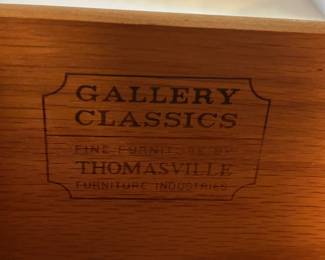 GALLERY
CLASSICS
FINE FURNITURE BY
THOMASVILLE
FURNITURE INDUSTRIES